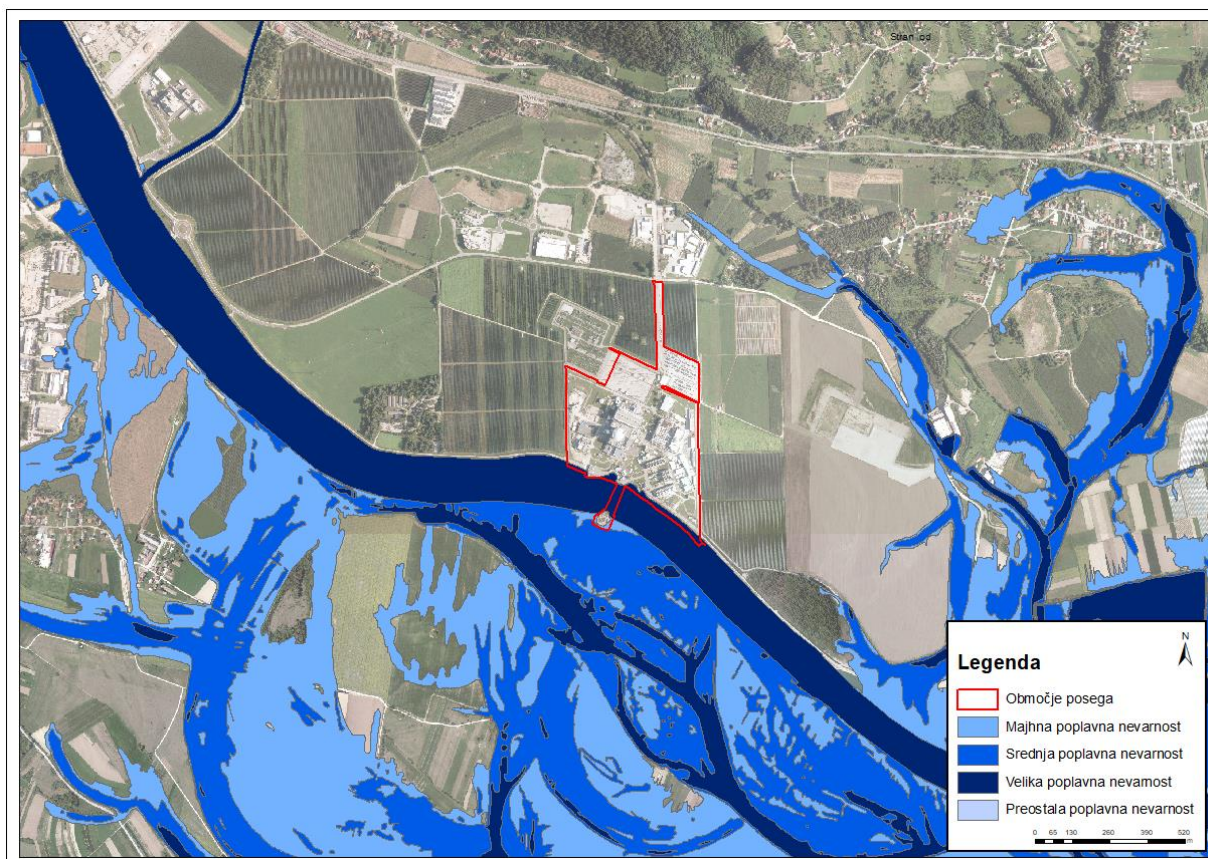 N
Legenda
Območje posega
Majhna poplavna nevarnost
Srednja poplavna nevarnost
Velika poplavna nevarnost
Preostala poplavna nevarnost
0 65 130 260 390 520
m